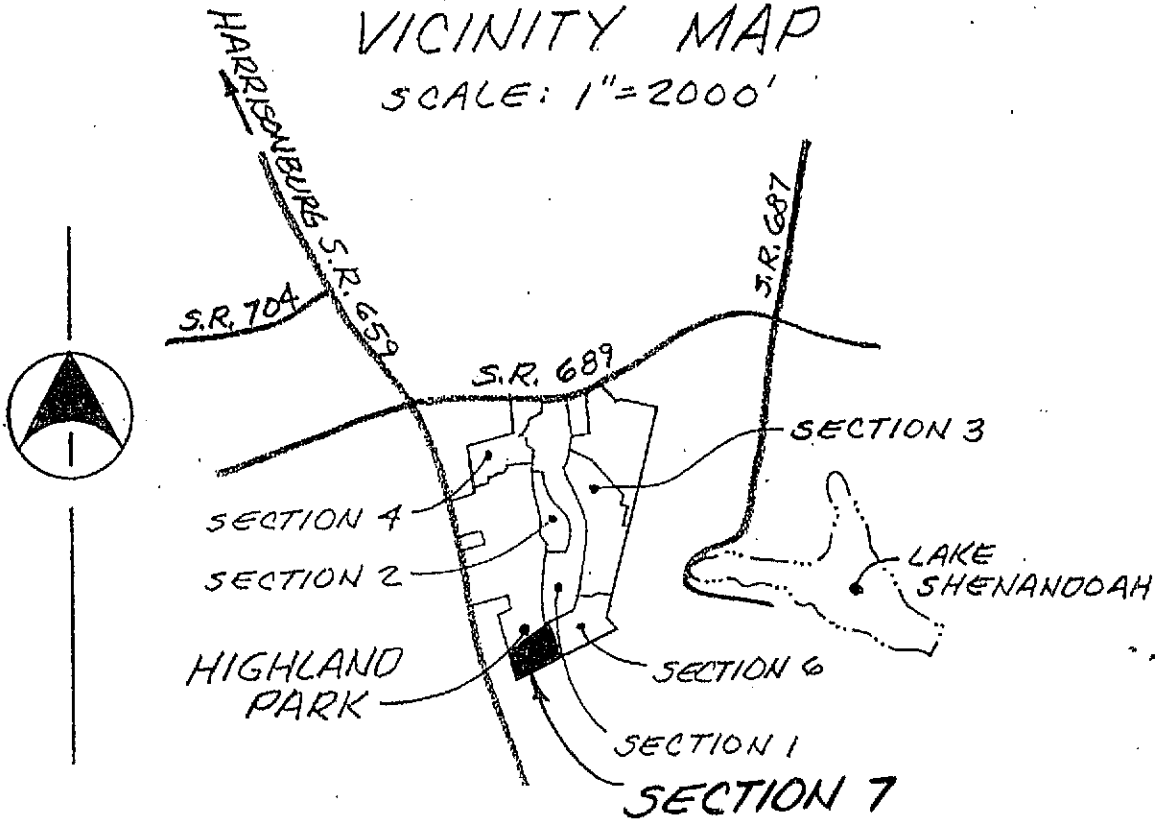 VICINITY MAP
SCALE: 1"=2000'
HARRISONBURG S.R. 659
S.R. 687
S.R. 704
S.R. 689
SECTION 3
SECTION 4
SECTION 2
LAKE
SHENANDOAH
HIGHLAND
PARK
SECTION 6
SECTION 1
SECTION 7